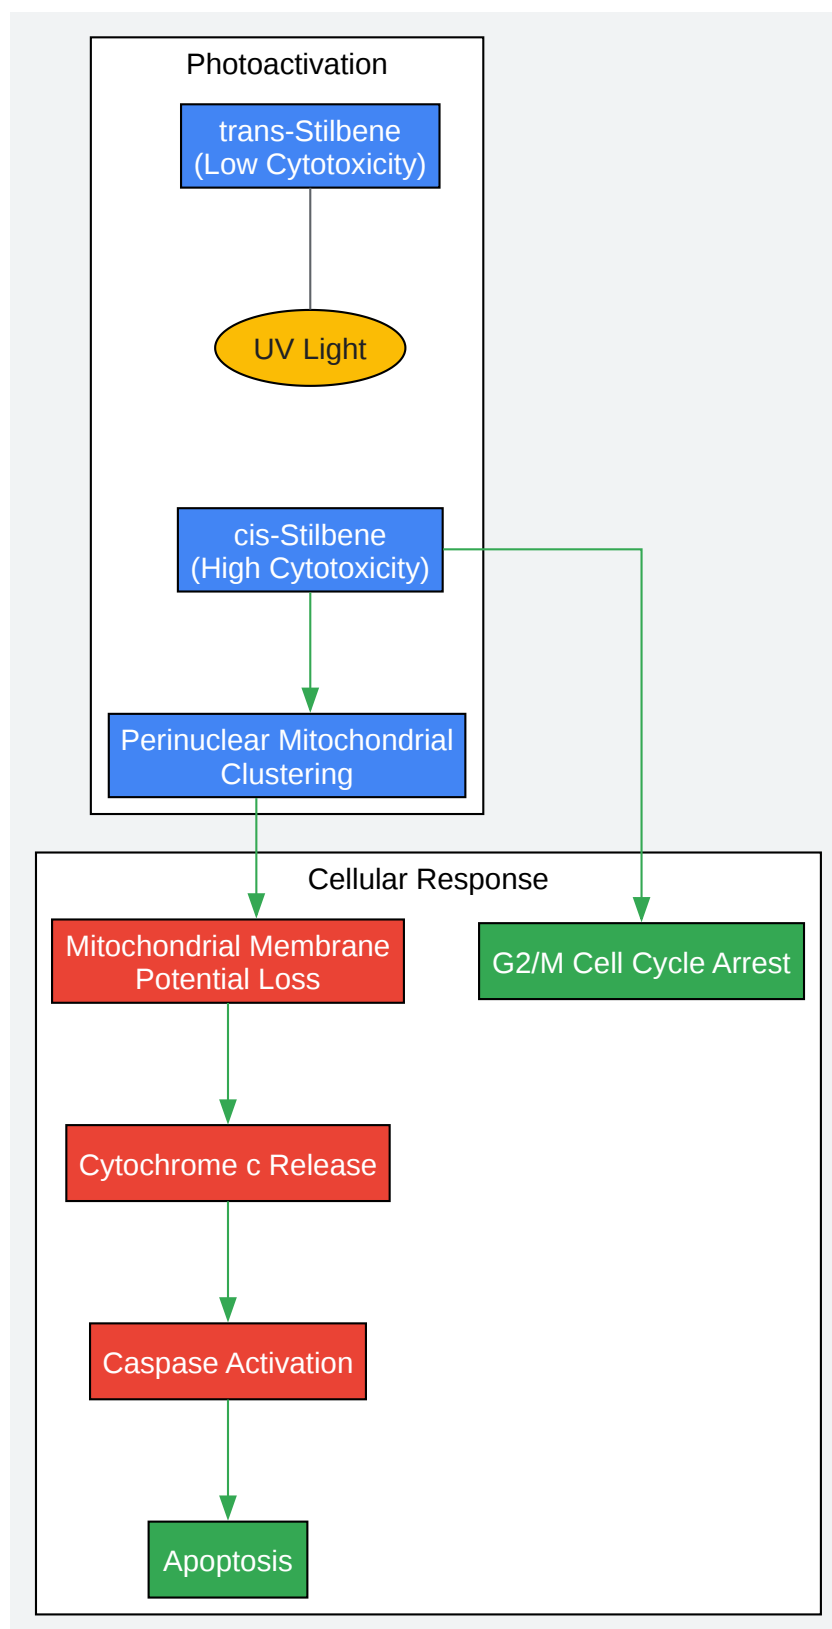 Photoactivation
trans-Stilbene
(Low Cytotoxicity)
UV Light
cis-Stilbene
(High Cytotoxicity)
Perinuclear Mitochondrial
Clustering
Cellular Response
Mitochondrial Membrane
Potential Loss
G2/M Cell Cycle Arrest
Cytochrome c Release
Caspase Activation
Apoptosis